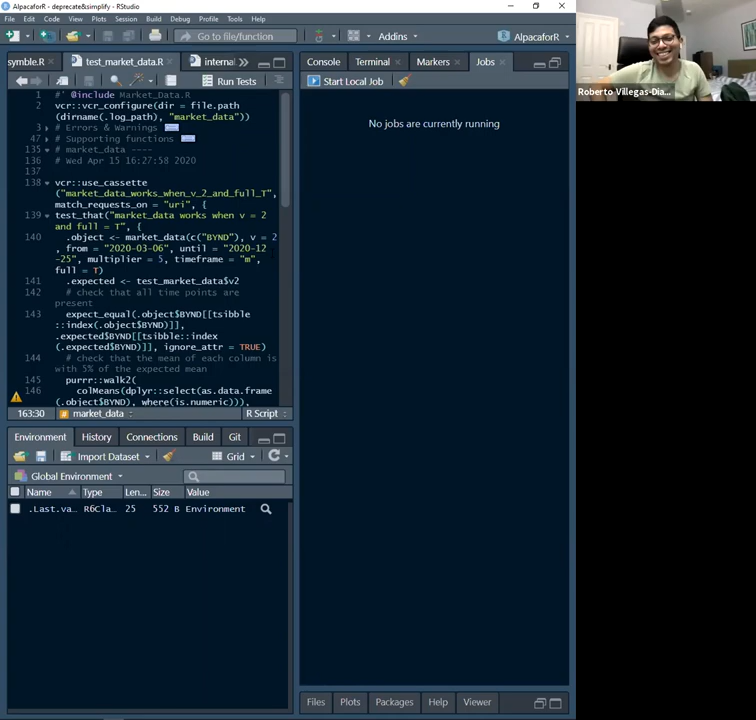 AlpacaforR - deprecate&simplify - RStudio
File Edit Code View Plots Session Build Debug Profile Tools Help
Go to file/function
Addins
AlpacaforR
symble.R
test_market_data.R
internal
Run Tests
1 #' @include Market_Data.R
2 vcr::vcr_configure(dir = file.path
(dirname(.log_path), "market_data"))
3 # Errors & Warnings
47 # Supporting functions
135 # market_data ----
136 # Wed Apr 15 16:27:58 2020
137
138 vcr::use_cassette
("market_data_works_when_v_2_and_full_T",
match_requests_on = "uri", {
139 test_that("market_data works when v = 2
and full = T", {
140 .object <- market_data(c("BYND"), v = 2
, from = "2020-03-06", until = "2020-12
-25", multiplier = 5, timeframe = "m",
full = T)
141 .expected <- test_market_data$v2
142 # check that all time points are
present
143 expect_equal(.object$BYND[[tsibble
::index(.object$BYND)]],
.expected$BYND[[tsibble::index
(.expected$BYND)]], ignore_attr = TRUE)
144 # check that the mean of each column is
with 5% of the expected mean
145 purrr::walk2(
146 colMeans(dplyr::select(as.data.frame
(.object$BYND), where(is.numeric))),
163:30 # market_data R Script
Environment History Connections Build Git
Import Dataset Grid
Global Environment
Name Type Len... Size Value
.Last.va... R6Cla... 25 552 B Environment
Console Terminal Markers Jobs
Start Local Job
No jobs are currently running
Files Plots Packages Help Viewer
Roberto Villegas-Dia...